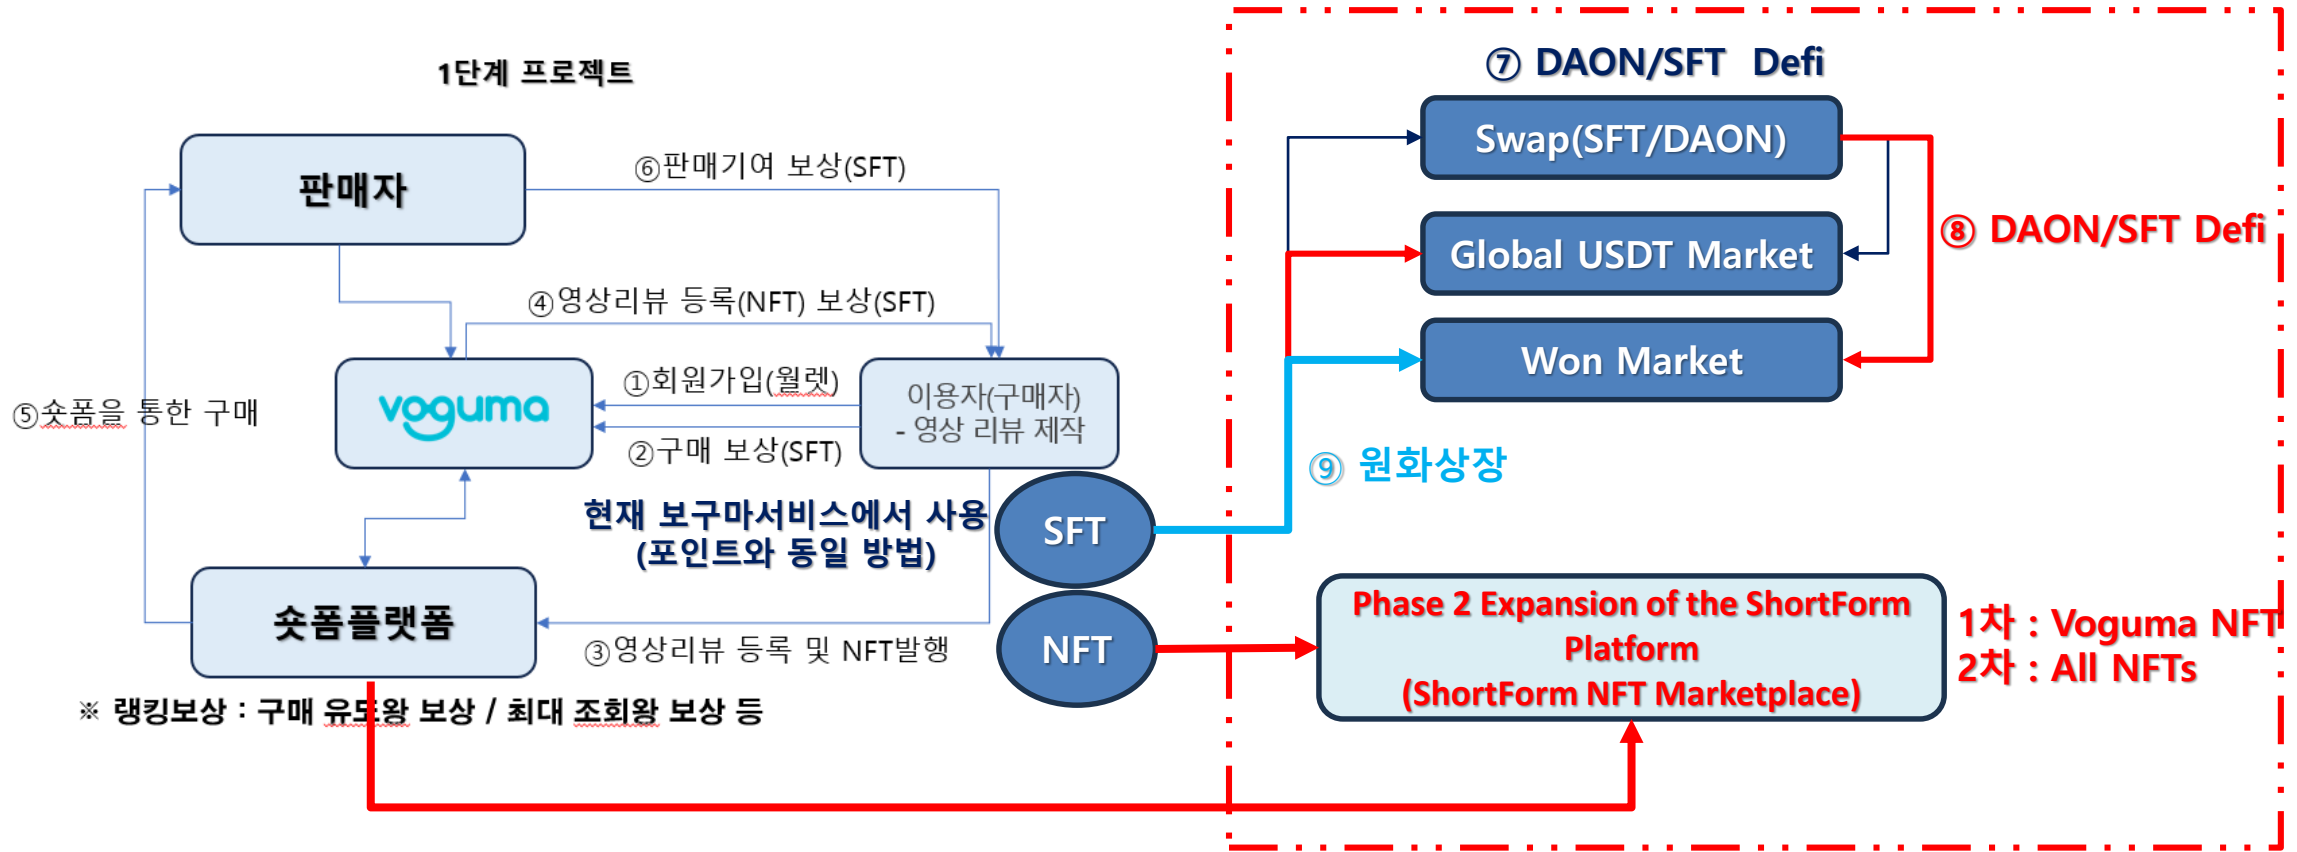 1단계 프로젝트
판매자
⑥판매기여 보상(SFT)
④영상리뷰 등록(NFT) 보상(SFT)
voguma
①회원가입(월렛)
②구매 보상(SFT)
이용자(구매자)
- 영상 리뷰 제작
⑤숏폼을 통한 구매
현재 보구마서비스에서 사용
(포인트와 동일 방법)
숏폼플랫폼
③영상리뷰 등록 및 NFT발행
※ 랭킹보상 : 구매 유도왕 보상 / 최대 조회왕 보상 등
SFT
NFT
⑦ DAON/SFT Defi
Swap(SFT/DAON)
Global USDT Market
Won Market
⑧ DAON/SFT Defi
⑨ 원화상장
Phase 2 Expansion of the ShortForm
Platform
(ShortForm NFT Marketplace)
1차 : Voguma NFT
2차 : All NFTs